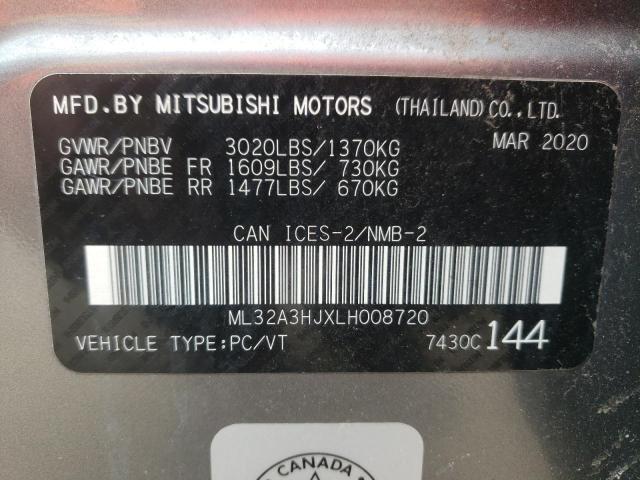 MFD.BY MITSUBISHI MOTORS (THAILAND)CO.,LTD.
GVWR/PNBV 3020LBS/1370KG MAR 2020
GAWR/PNBE FR 1609LBS/ 730KG
GAWR/PNBE RR 1477LBS/ 670KG
CAN ICES-2/NMB-2
ML32A3HJXLH008720
VEHICLE TYPE:PC/VT 7430C 144
CANADA